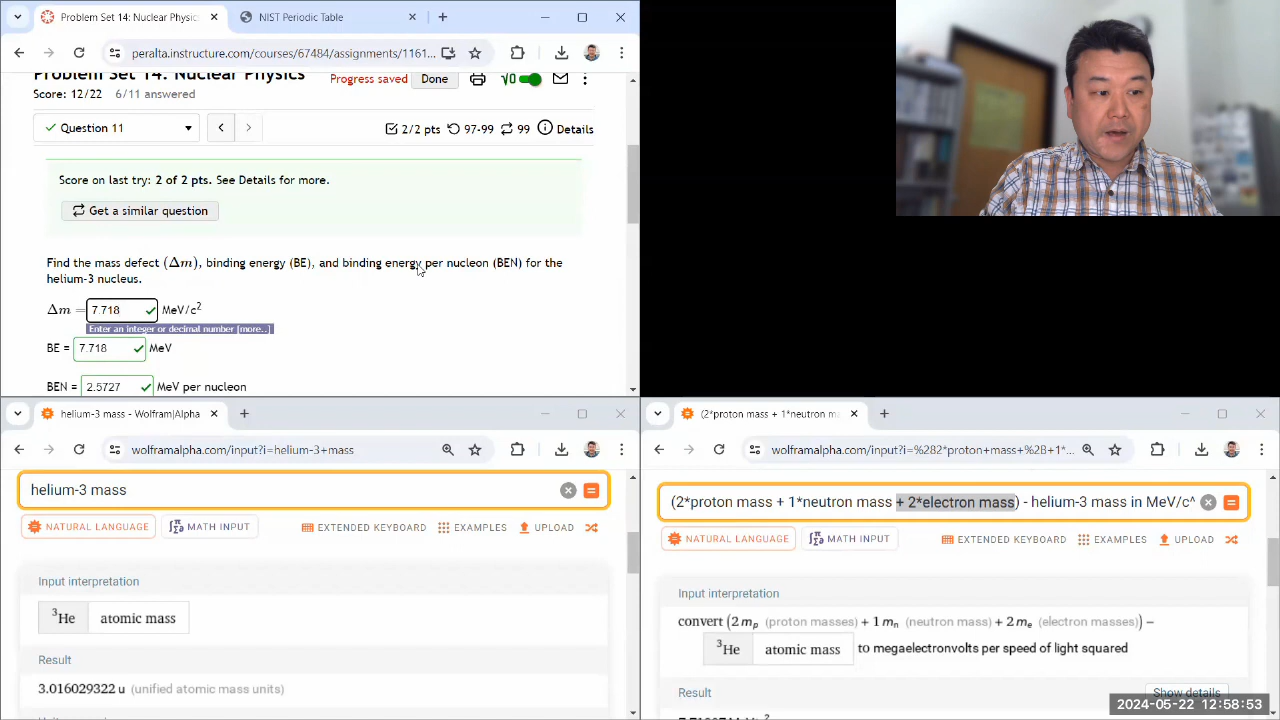 Problem Set 14: Nuclear Physic
NIST Periodic Table
peralta.instructure.com/courses/67484/assignments/1161...
Problem Set 14: Nuclear Physics
Progress saved
Done
√0
Score: 12/22 6/11 answered
Question 11
2/2 pts 97-99 99 Details
Score on last try: 2 of 2 pts. See Details for more.
Get a similar question
Find the mass defect (Δm), binding energy (BE), and binding energy per nucleon (BEN) for the
helium-3 nucleus.
Δm = 7.718 MeV/c²
Enter an integer or decimal number [more..]
BE = 7.718 MeV
BEN = 2.5727 MeV per nucleon
helium-3 mass - Wolfram|Alpha
wolframalpha.com/input?i=helium-3+mass
helium-3 mass
NATURAL LANGUAGE
MATH INPUT
EXTENDED KEYBOARD
EXAMPLES
UPLOAD
Input interpretation
³He atomic mass
Result
3.016029322 u (unified atomic mass units)
(2*proton mass + 1*neutron m
wolframalpha.com/input?i=%282*proton+mass+%2B+1*...
(2*proton mass + 1*neutron mass + 2*electron mass) - helium-3 mass in MeV/c^
NATURAL LANGUAGE
MATH INPUT
EXTENDED KEYBOARD
EXAMPLES
UPLOAD
Input interpretation
convert (2 mₚ (proton masses) + 1 mₙ (neutron mass) + 2 mₑ (electron masses)) −
³He atomic mass to megaelectronvolts per speed of light squared
Result
Show details
2024-05-22 12:58:53